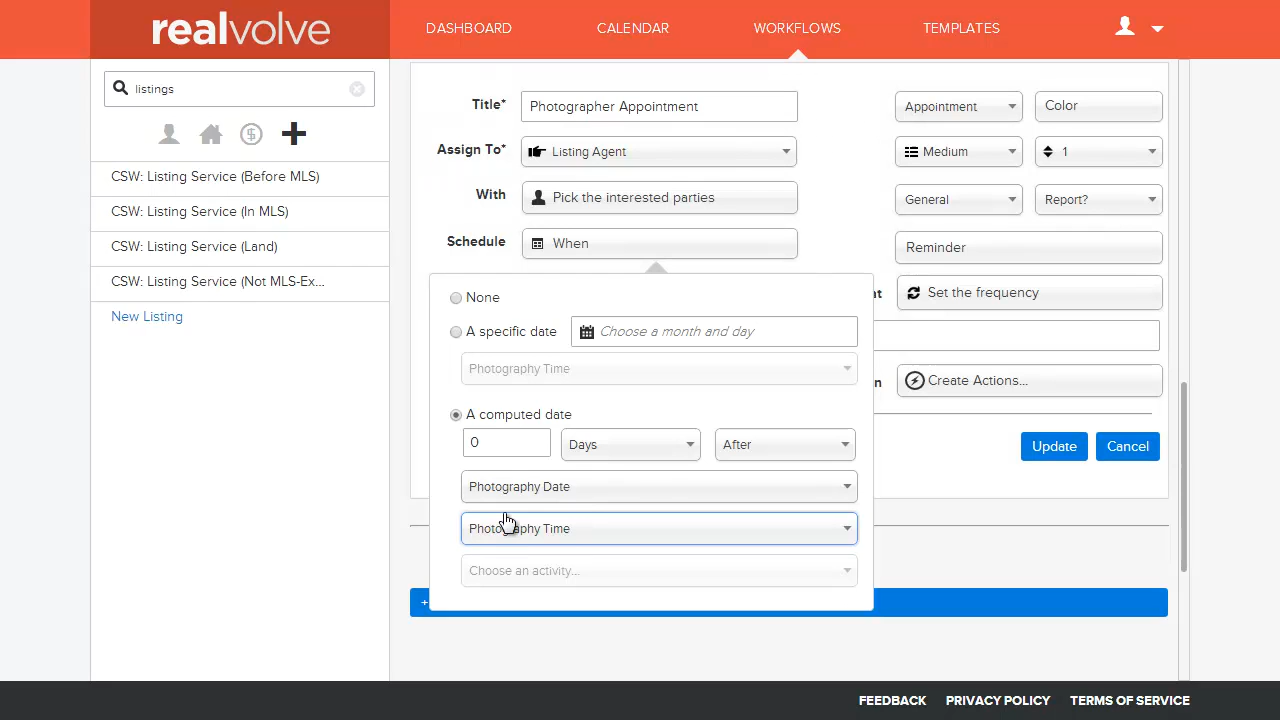 realvolve
DASHBOARD
CALENDAR
WORKFLOWS
TEMPLATES
listings
CSW: Listing Service (Before MLS)
CSW: Listing Service (In MLS)
CSW: Listing Service (Land)
CSW: Listing Service (Not MLS-Ex...
New Listing
Title*
Photographer Appointment
Appointment
Color
Assign To*
Listing Agent
Medium
1
With
Pick the interested parties
General
Report?
Schedule
When
Reminder
None
nt
Set the frequency
A specific date
Choose a month and day
Photography Time
n
Create Actions...
A computed date
0
Days
After
Update
Cancel
Photography Date
Photography Time
Choose an activity...
+
FEEDBACK
PRIVACY POLICY
TERMS OF SERVICE